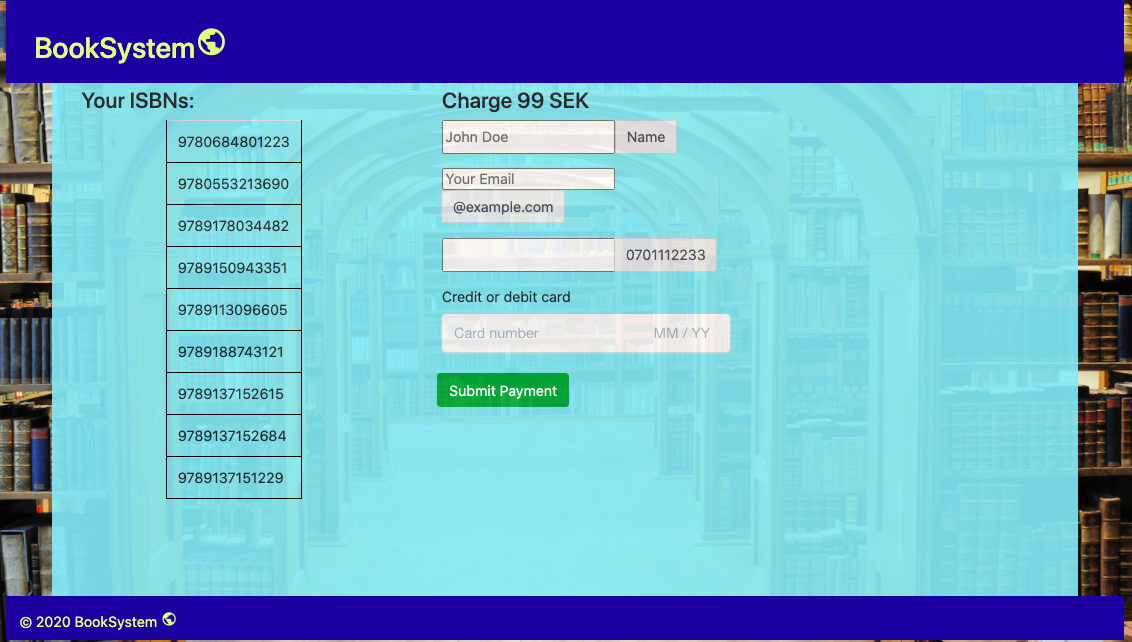 BookSystem
Your ISBNs:
9780684801223
9780553213690
9789178034482
9789150943351
9789113096605
9789188743121
9789137152615
9789137152684
9789137151229
Charge 99 SEK
John Doe Name
Your Email
@example.com
0701112233
Credit or debit card
Card number MM / YY
Submit Payment
© 2020 BookSystem